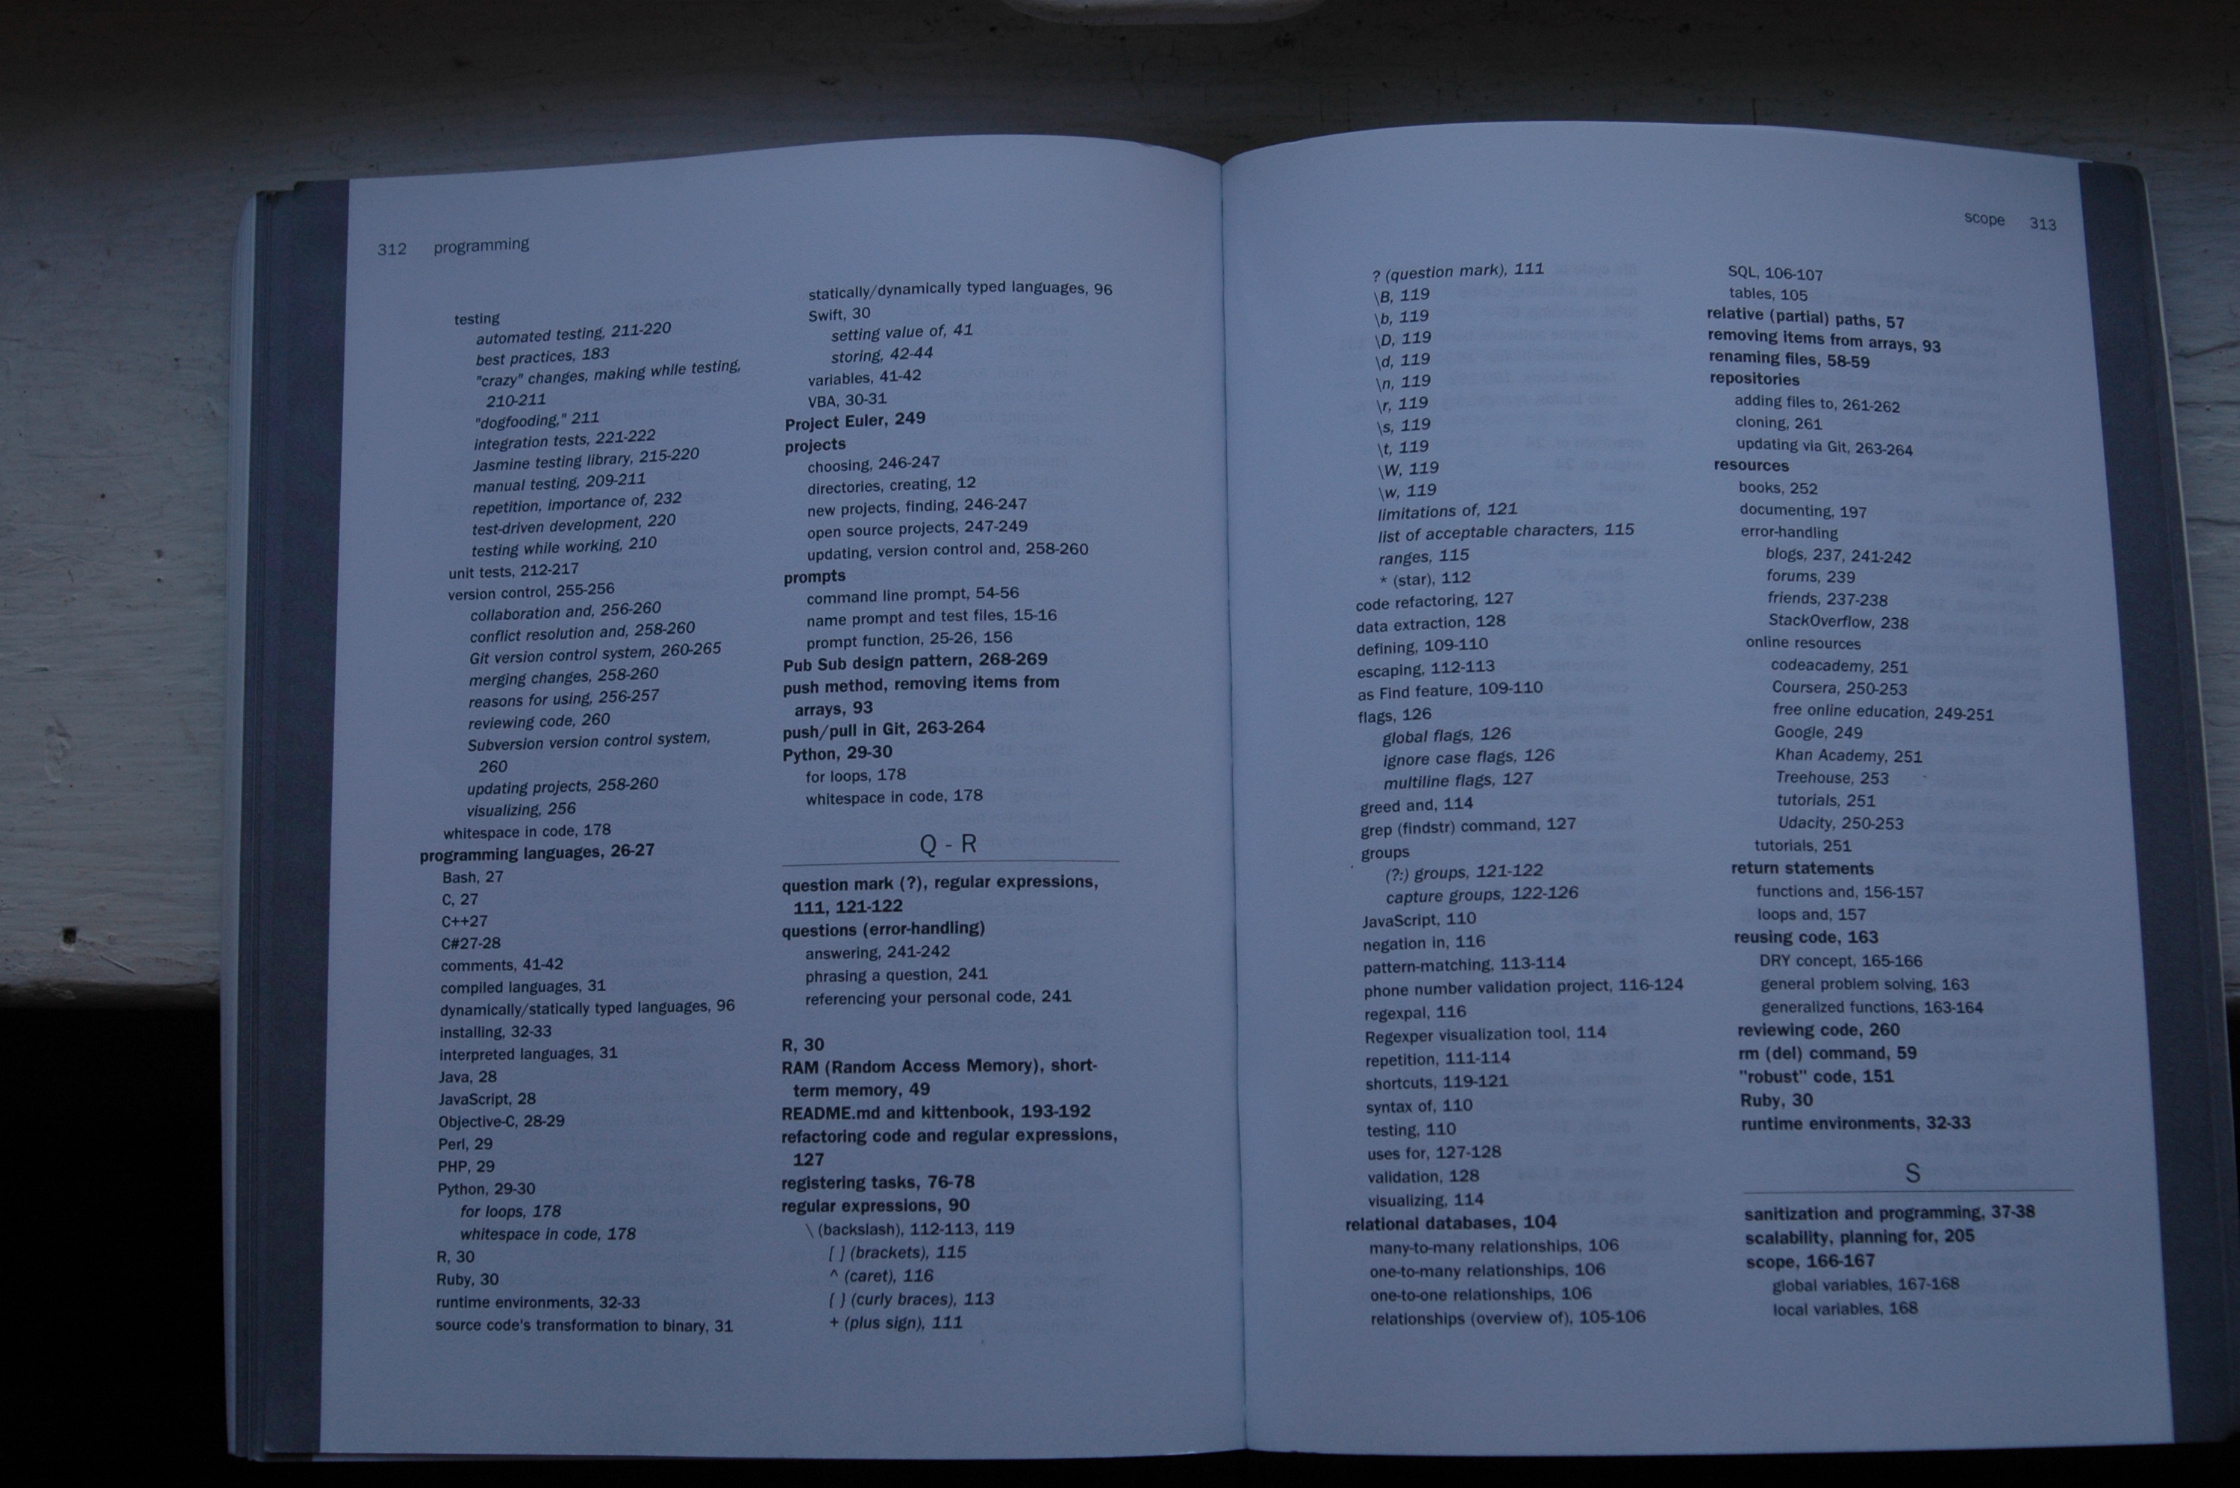 312 programming
testing
automated testing, 211-220
best practices, 183
"crazy" changes, making while testing,
210-211
"dogfooding," 211
integration tests, 221-222
Jasmine testing library, 215-220
manual testing, 209-211
repetition, importance of, 232
test-driven development, 220
testing while working, 210
unit tests, 212-217
version control, 255-256
collaboration and, 256-260
conflict resolution and, 258-260
Git version control system, 260-265
merging changes, 258-260
reasons for using, 256-257
reviewing code, 260
Subversion version control system,
260
updating projects, 258-260
visualizing, 256
whitespace in code, 178
programming languages, 26-27
Bash, 27
C, 27
C++27
C#27-28
comments, 41-42
compiled languages, 31
dynamically/statically typed languages, 96
installing, 32-33
interpreted languages, 31
Java, 28
JavaScript, 28
Objective-C, 28-29
Perl, 29
PHP, 29
Python, 29-30
for loops, 178
whitespace in code, 178
R, 30
Ruby, 30
runtime environments, 32-33
source code's transformation to binary, 31
statically/dynamically typed languages, 96
Swift, 30
setting value of, 41
storing, 42-44
variables, 41-42
VBA, 30-31
Project Euler, 249
projects
choosing, 246-247
directories, creating, 12
new projects, finding, 246-247
open source projects, 247-249
updating, version control and, 258-260
prompts
command line prompt, 54-56
name prompt and test files, 15-16
prompt function, 25-26, 156
Pub Sub design pattern, 268-269
push method, removing items from
arrays, 93
push/pull in Git, 263-264
Python, 29-30
for loops, 178
whitespace in code, 178
Q - R
question mark (?), regular expressions,
111, 121-122
questions (error-handling)
answering, 241-242
phrasing a question, 241
referencing your personal code, 241
R, 30
RAM (Random Access Memory), short-
term memory, 49
README.md and kittenbook, 193-192
refactoring code and regular expressions,
127
registering tasks, 76-78
regular expressions, 90
\ (backslash), 112-113, 119
[ ] (brackets), 115
^ (caret), 116
{ } (curly braces), 113
+ (plus sign), 111
scope 313
? (question mark), 111
\B, 119
\b, 119
\D, 119
\d, 119
\n, 119
\r, 119
\s, 119
\t, 119
\W, 119
\w, 119
limitations of, 121
list of acceptable characters, 115
ranges, 115
* (star), 112
code refactoring, 127
data extraction, 128
defining, 109-110
escaping, 112-113
as Find feature, 109-110
flags, 126
global flags, 126
ignore case flags, 126
multiline flags, 127
greed and, 114
grep (findstr) command, 127
groups
(?:) groups, 121-122
capture groups, 122-126
JavaScript, 110
negation in, 116
pattern-matching, 113-114
phone number validation project, 116-124
regexpal, 116
Regexper visualization tool, 114
repetition, 111-114
shortcuts, 119-121
syntax of, 110
testing, 110
uses for, 127-128
validation, 128
visualizing, 114
relational databases, 104
many-to-many relationships, 106
one-to-many relationships, 106
one-to-one relationships, 106
relationships (overview of), 105-106
SQL, 106-107
tables, 105
relative (partial) paths, 57
removing items from arrays, 93
renaming files, 58-59
repositories
adding files to, 261-262
cloning, 261
updating via Git, 263-264
resources
books, 252
documenting, 197
error-handling
blogs, 237, 241-242
forums, 239
friends, 237-238
StackOverflow, 238
online resources
codeacademy, 251
Coursera, 250-253
free online education, 249-251
Google, 249
Khan Academy, 251
Treehouse, 253
tutorials, 251
Udacity, 250-253
tutorials, 251
return statements
functions and, 156-157
loops and, 157
reusing code, 163
DRY concept, 165-166
general problem solving, 163
generalized functions, 163-164
reviewing code, 260
rm (del) command, 59
"robust" code, 151
Ruby, 30
runtime environments, 32-33
S
sanitization and programming, 37-38
scalability, planning for, 205
scope, 166-167
global variables, 167-168
local variables, 168